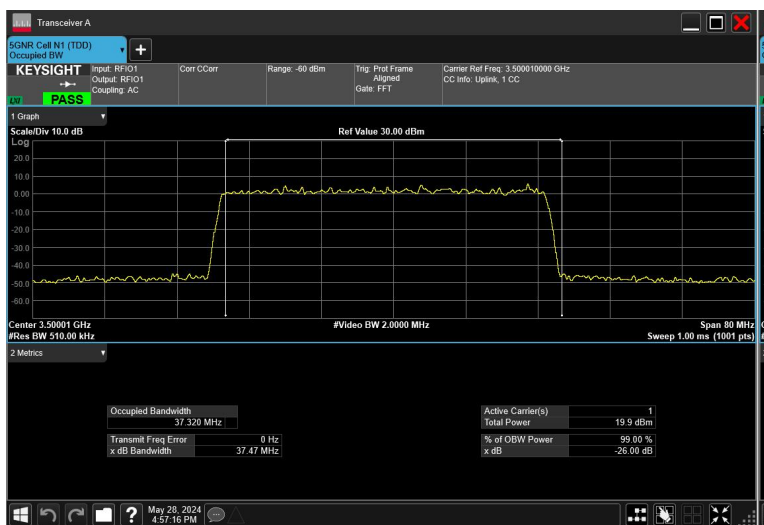 Transceiver A
5GNR Cell N1 (TDD)
Occupied BW
KEYSIGHT
Input: RFIO1
Output: RFIO1
Coupling: AC
Corr CCorr
Range: -60 dBm
Trig: Prot Frame
Aligned
Gate: FFT
Carrier Ref Freq: 3.500010000 GHz
CC Info: Uplink, 1 CC
LXI
PASS
1 Graph
Scale/Div 10.0 dB
Ref Value 30.00 dBm
Log
20.0
10.0
0.00
-10.0
-20.0
-30.0
-40.0
-50.0
-60.0
Center 3.50001 GHz
#Video BW 2.0000 MHz
Span 80 MHz
#Res BW 510.00 kHz
Sweep 1.00 ms (1001 pts)
2 Metrics
Occupied Bandwidth
37.320 MHz
Active Carrier(s) 1
Total Power 19.9 dBm
Transmit Freq Error 0 Hz
x dB Bandwidth 37.47 MHz
% of OBW Power 99.00 %
x dB -26.00 dB
May 28, 2024
4:57:16 PM